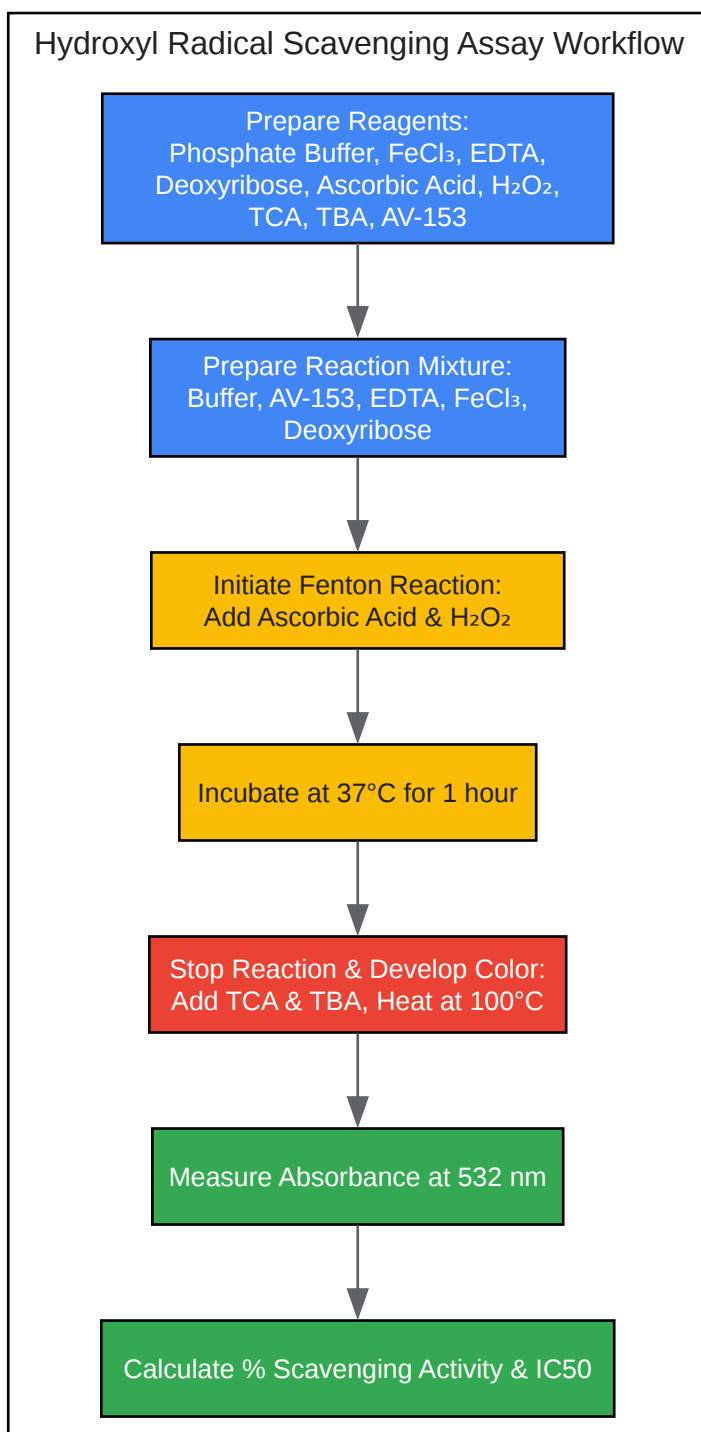 Hydroxyl Radical Scavenging Assay Workflow
Prepare Reagents:
Phosphate Buffer, FeCl₃, EDTA,
Deoxyribose, Ascorbic Acid, H₂O₂,
TCA, TBA, AV-153
Prepare Reaction Mixture:
Buffer, AV-153, EDTA, FeCl₃,
Deoxyribose
Initiate Fenton Reaction:
Add Ascorbic Acid & H₂O₂
Incubate at 37°C for 1 hour
Stop Reaction & Develop Color:
Add TCA & TBA, Heat at 100°C
Measure Absorbance at 532 nm
Calculate % Scavenging Activity & IC50